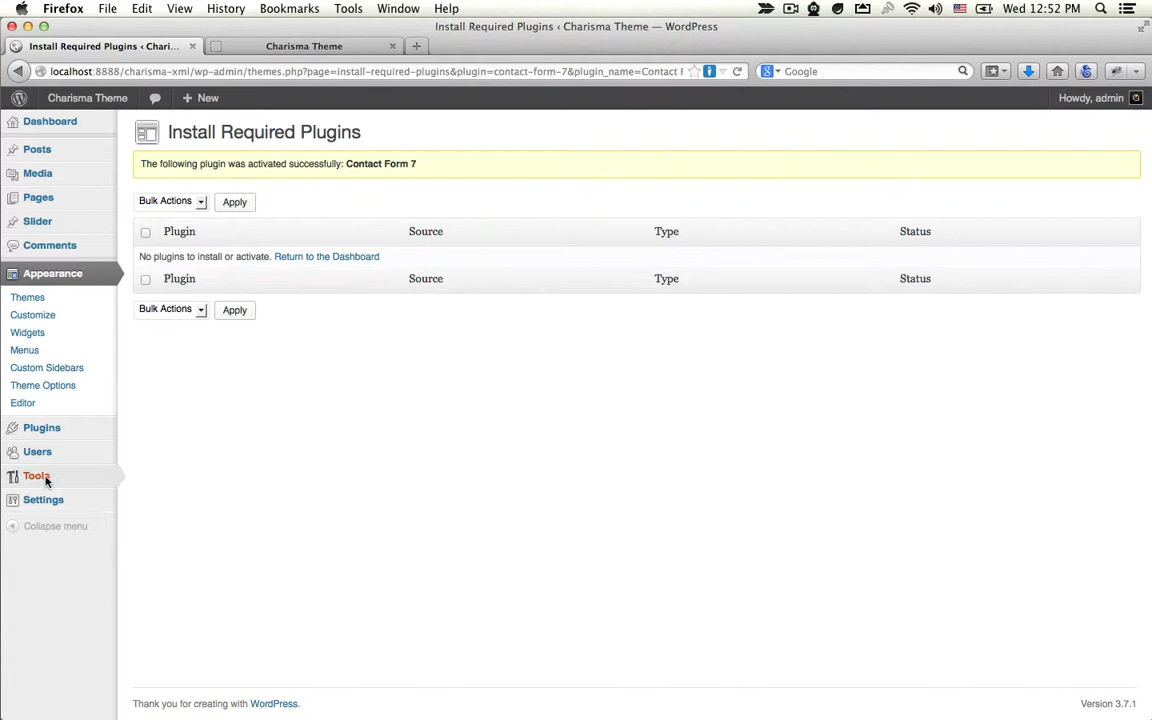 Firefox File Edit View History Bookmarks Tools Window Help Wed 12:52 PM
Install Required Plugins ‹ Charisma Theme — WordPress
Install Required Plugins ‹ Chari... Charisma Theme
localhost:8888/charisma-xml/wp-admin/themes.php?page=install-required-plugins&plugin=contact-form-7&plugin_name=Contact F Google
Charisma Theme New Howdy, admin
Dashboard
Posts
Media
Pages
Slider
Comments
Appearance
Themes
Customize
Widgets
Menus
Custom Sidebars
Theme Options
Editor
Plugins
Users
Tools
Settings
Collapse menu
Install Required Plugins
The following plugin was activated successfully: Contact Form 7
Bulk Actions Apply
Plugin Source Type Status
No plugins to install or activate. Return to the Dashboard
Plugin Source Type Status
Bulk Actions Apply
Thank you for creating with WordPress. Version 3.7.1